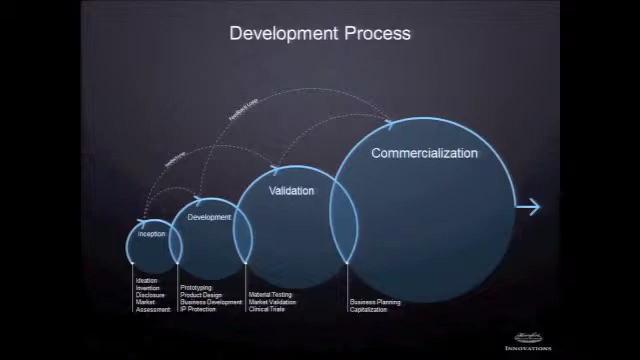 Development Process
Feedback Loop
Commercialization
Validation
Development
Inception
Ideation
Invention
Disclosure
Market
Assessment
Prototyping
Product Design
Business Development
IP Protection
Material Testing
Market Validation
Clinical Trials
Business Planning
Capitalization
INNOVATIONS